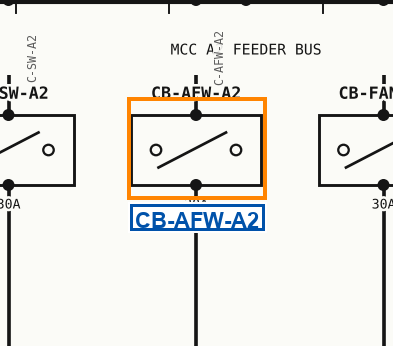 C-SW-A2
C-AFW-A2
MCC A FEEDER BUS
SW-A2
CB-AFW-A2
CB-FAN
30A
30A
CB-AFW-A2